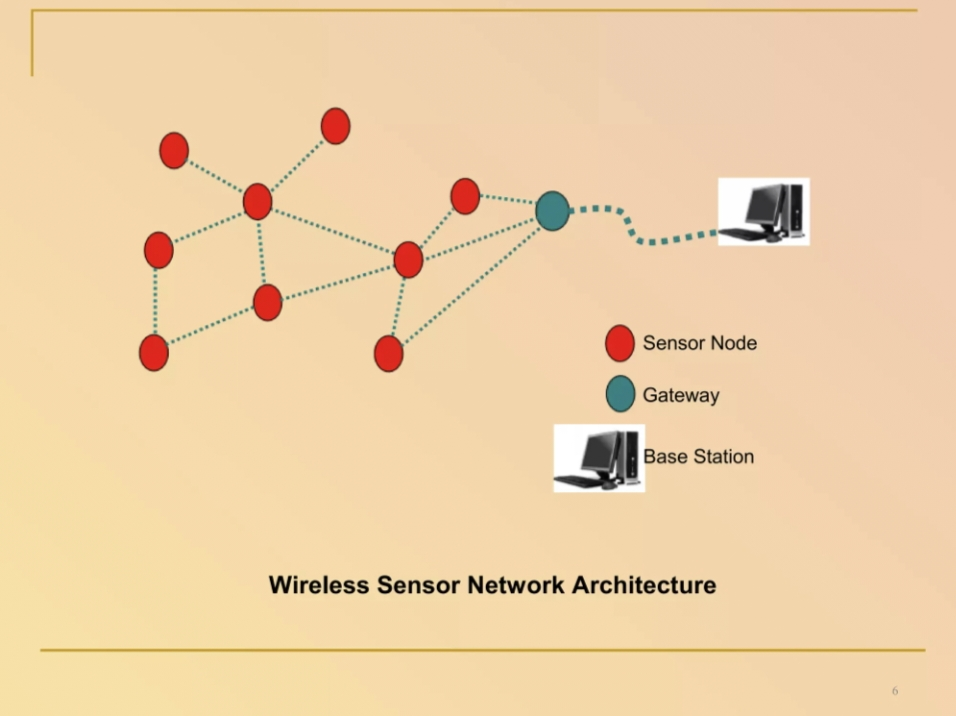 Sensor Node
Gateway
Base Station
Wireless Sensor Network Architecture
6